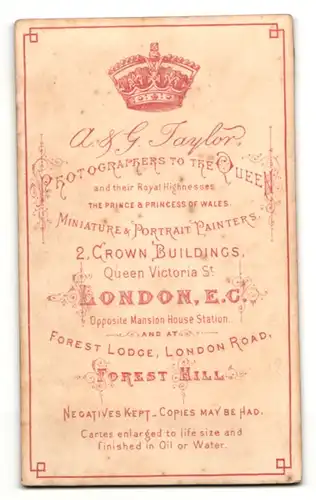 A. & G. Taylor,
Photographers to the Queen
and their Royal Highnesses
THE PRINCE & PRINCESS OF WALES.
Miniature & Portrait Painters,
2, Crown Buildings,
Queen Victoria St
LONDON, E.C.
Opposite Mansion House Station
AND AT
Forest Lodge, London Road,
FOREST HILL
Negatives Kept – Copies may be had.
Cartes enlarged to life size and
finished in Oil or Water.